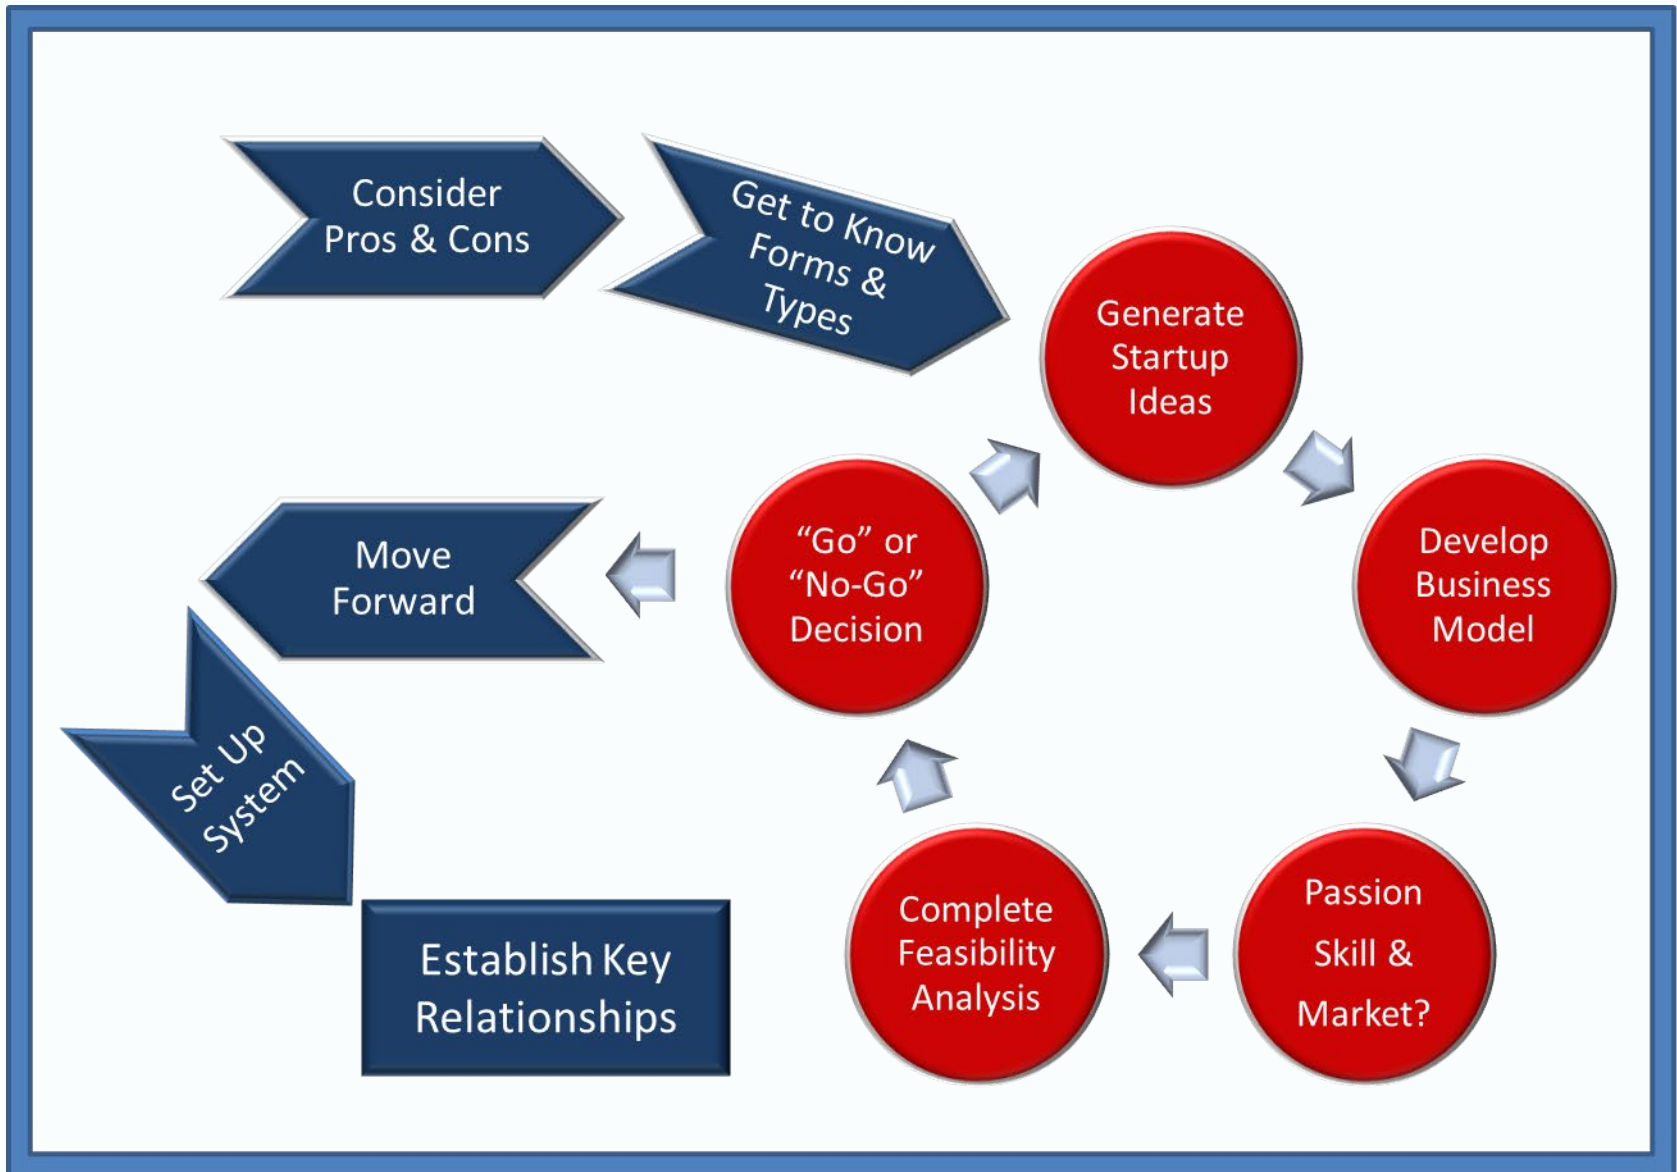 Consider
Pros & Cons
Get to Know
Forms &
Types
Generate
Startup
Ideas
Develop
Business
Model
Passion
Skill &
Market?
Complete
Feasibility
Analysis
“Go” or
“No-Go”
Decision
Move
Forward
Set Up
System
Establish Key
Relationships